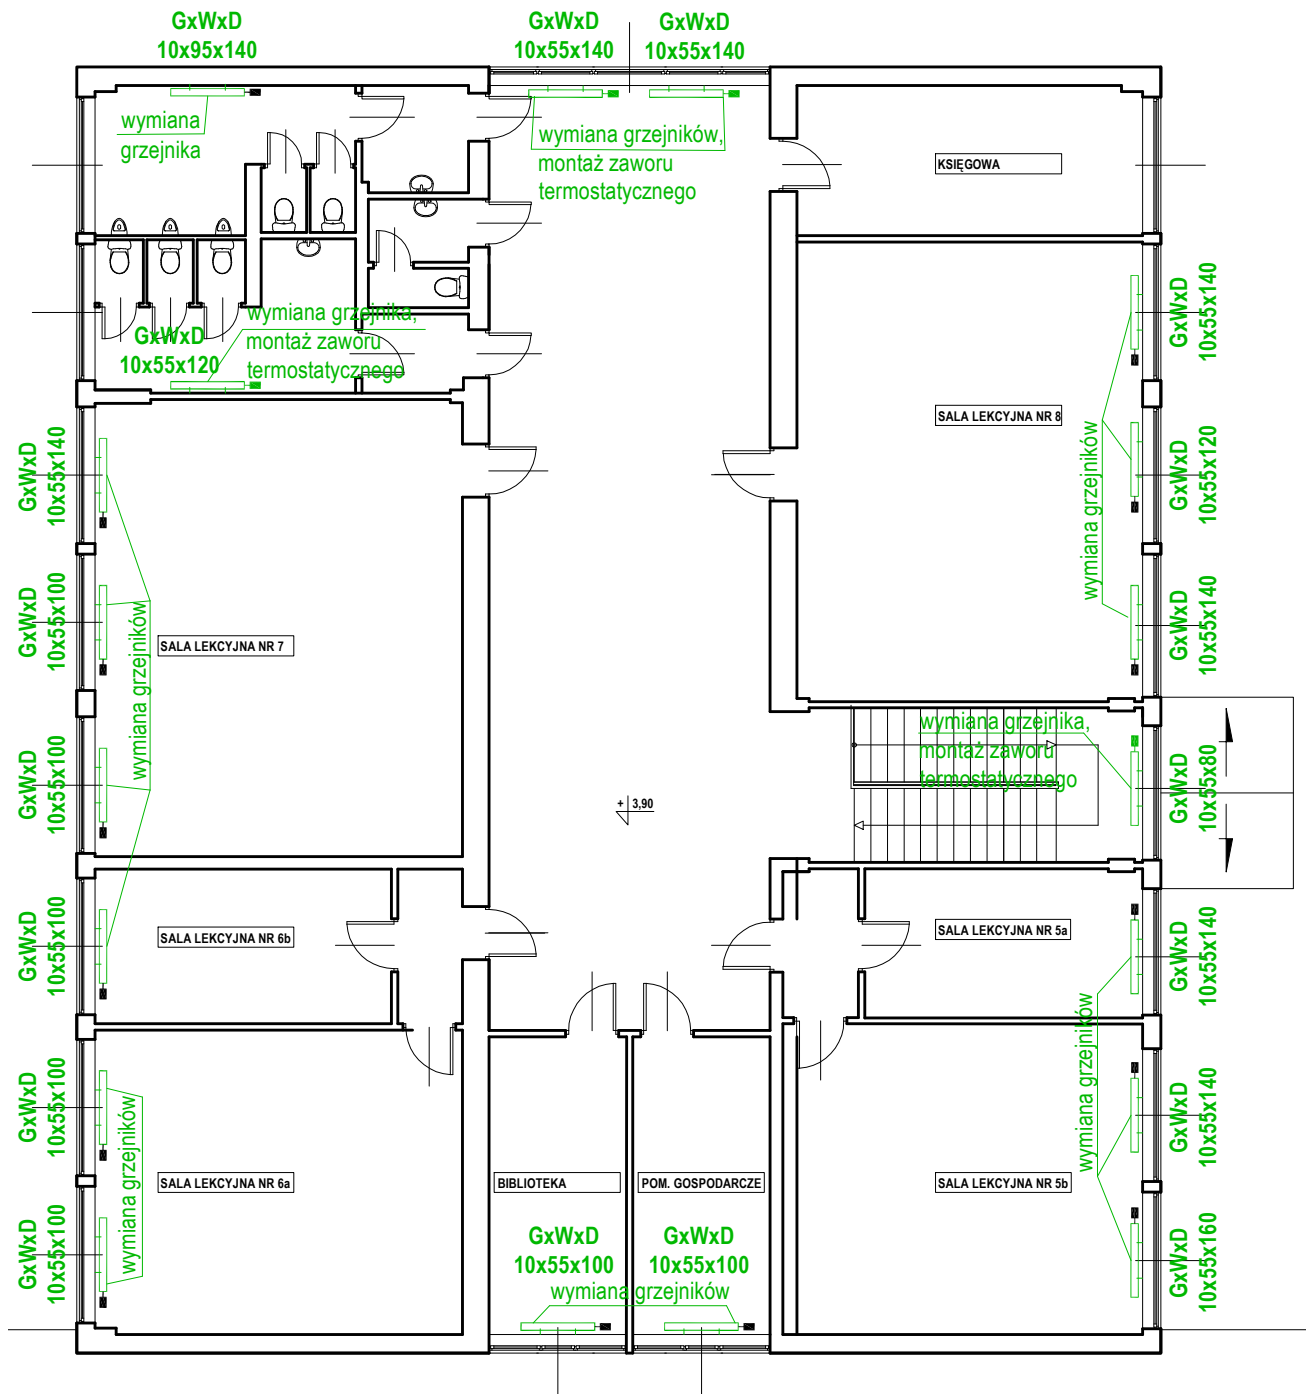 GxWxD
10x95x140
GxWxD
10x55x140
GxWxD
10x55x140
wymiana
grzejnika
wymiana grzejników,
montaż zaworu
termostatycznego
KSIĘGOWA
GxWxD
10x55x120
wymiana grzejnika,
montaż zaworu
termostatycznego
GxWxD
10x55x140
SALA LEKCYJNA NR 8
wymiana grzejników
GxWxD
10x55x120
GxWxD
10x55x140
GxWxD
10x55x140
GxWxD
10x55x100
SALA LEKCYJNA NR 7
wymiana grzejników
GxWxD
10x55x100
wymiana grzejnika,
montaż zaworu
termostatycznego
GxWxD
10x55x80
+ 3,90
GxWxD
10x55x100
SALA LEKCYJNA NR 6b
SALA LEKCYJNA NR 5a
GxWxD
10x55x140
wymiana grzejników
GxWxD
10x55x100
wymiana grzejników
SALA LEKCYJNA NR 6a
BIBLIOTEKA
POM. GOSPODARCZE
SALA LEKCYJNA NR 5b
GxWxD
10x55x140
GxWxD
10x55x100
GxWxD
10x55x100
GxWxD
10x55x100
wymiana grzejników
GxWxD
10x55x160